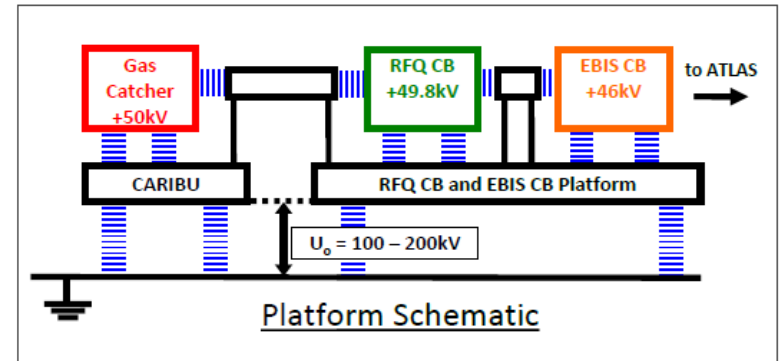 Gas
Catcher
+50kV
RFQ CB
+49.8kV
EBIS CB
+46kV
to ATLAS
CARIBU
RFQ CB and EBIS CB Platform
Uₒ = 100 – 200kV
Platform Schematic